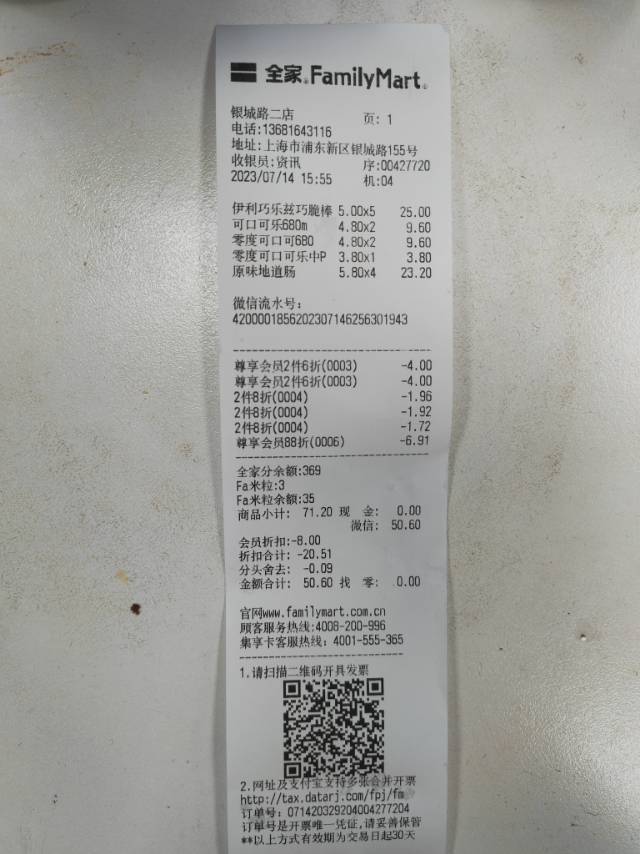 全家 FamilyMart
银城路二店 页: 1
电话:13681643116
地址:上海市浦东新区银城路155号
收银员:资讯 序:00427720
2023/07/14 15:55 机:04
伊利巧乐兹巧脆棒 5.00x5 25.00
可口可乐680m 4.80x2 9.60
零度可口可680 4.80x2 9.60
零度可口可乐中P 3.80x1 3.80
原味地道肠 5.80x4 23.20
微信流水号:
4200001856202307146256301943
尊享会员2件6折(0003) -4.00
尊享会员2件6折(0003) -4.00
2件8折(0004) -1.96
2件8折(0004) -1.92
2件8折(0004) -1.72
尊享会员88折(0006) -6.91
全家分余额:369
Fa米粒:3
Fa米粒余额:35
商品小计: 71.20 现 金: 0.00
微信: 50.60
会员折扣:-8.00
折扣合计: -20.51
分头舍去: -0.09
金额合计: 50.60 找 零: 0.00
官网www.familymart.com.cn
顾客服务热线:4008-200-996
集享卡客服热线: 4001-555-365
1.请扫描二维码开具发票
2.网址及支付宝支持多张合并开票
http://tax.datarj.com/fpj/fm
订单号: 071420329204004277204
订单号是开票唯一凭证,请妥善保管
**以上方式有效期为交易日起30天